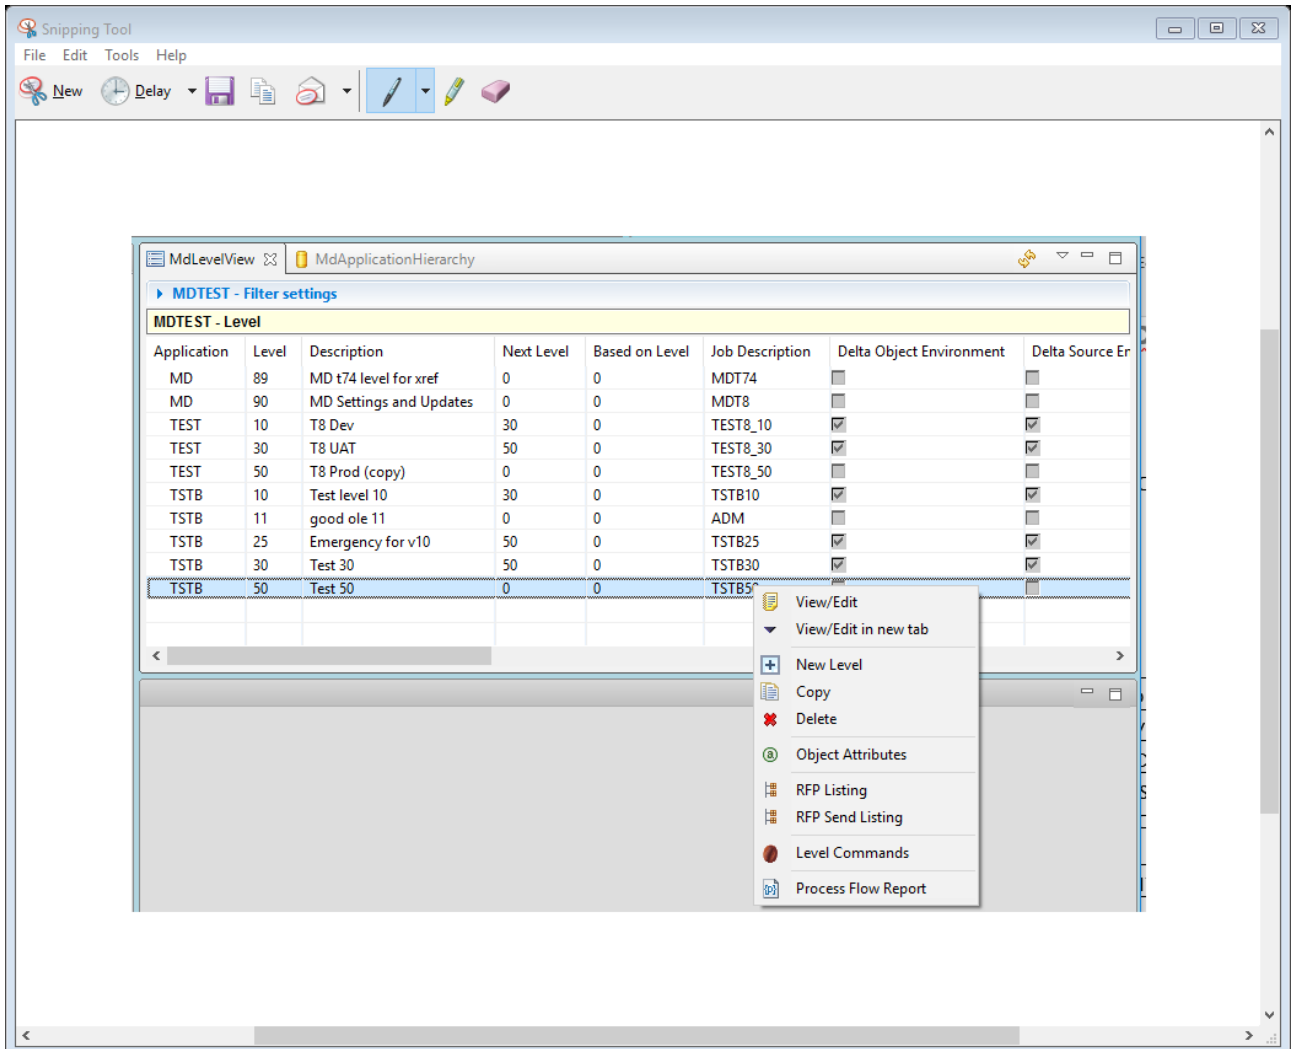 Snipping Tool
File Edit Tools Help
New Delay
MdLevelView MdApplicationHierarchy
MDTEST - Filter settings
MDTEST - Level
Application Level Description Next Level Based on Level Job Description Delta Object Environment Delta Source Er
MD 89 MD t74 level for xref 0 0 MDT74
MD 90 MD Settings and Updates 0 0 MDT8
TEST 10 T8 Dev 30 0 TEST8_10
TEST 30 T8 UAT 50 0 TEST8_30
TEST 50 T8 Prod (copy) 0 0 TEST8_50
TSTB 10 Test level 10 30 0 TSTB10
TSTB 11 good ole 11 0 0 ADM
TSTB 25 Emergency for v10 50 0 TSTB25
TSTB 30 Test 30 50 0 TSTB30
TSTB 50 Test 50 0 0 TSTB50
View/Edit
View/Edit in new tab
New Level
Copy
Delete
Object Attributes
RFP Listing
RFP Send Listing
Level Commands
Process Flow Report